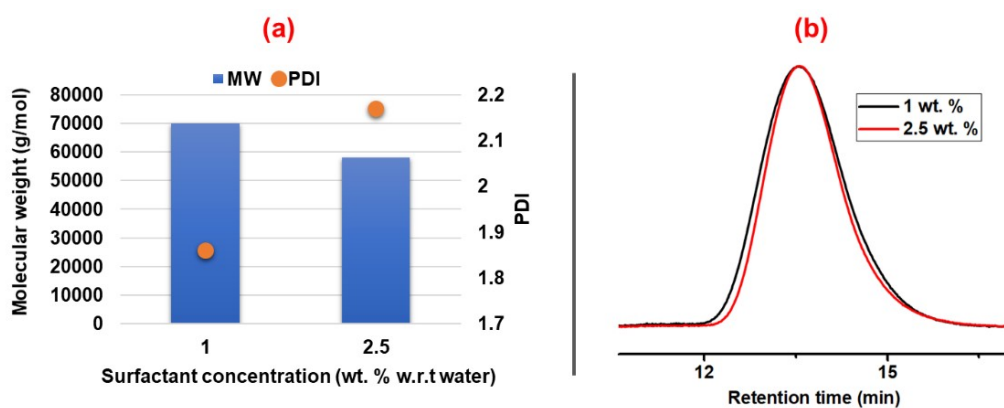 (a)
MW PDI
Molecular weight (g/mol)
80000
70000
60000
50000
40000
30000
20000
10000
0
2.2
2.1
2
1.9
1.8
1.7
PDI
1 2.5
Surfactant concentration (wt. % w.r.t water)
(b)
1 wt. %
2.5 wt. %
12 15
Retention time (min)